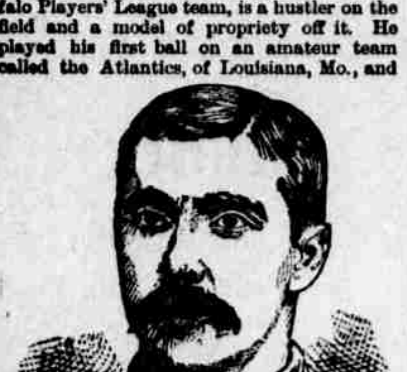 falo Players' League team, is a hustler on the
field and a model of propriety off it. He
played his first ball on an amateur team
called the Atlantics, of Louisiana, Mo., and